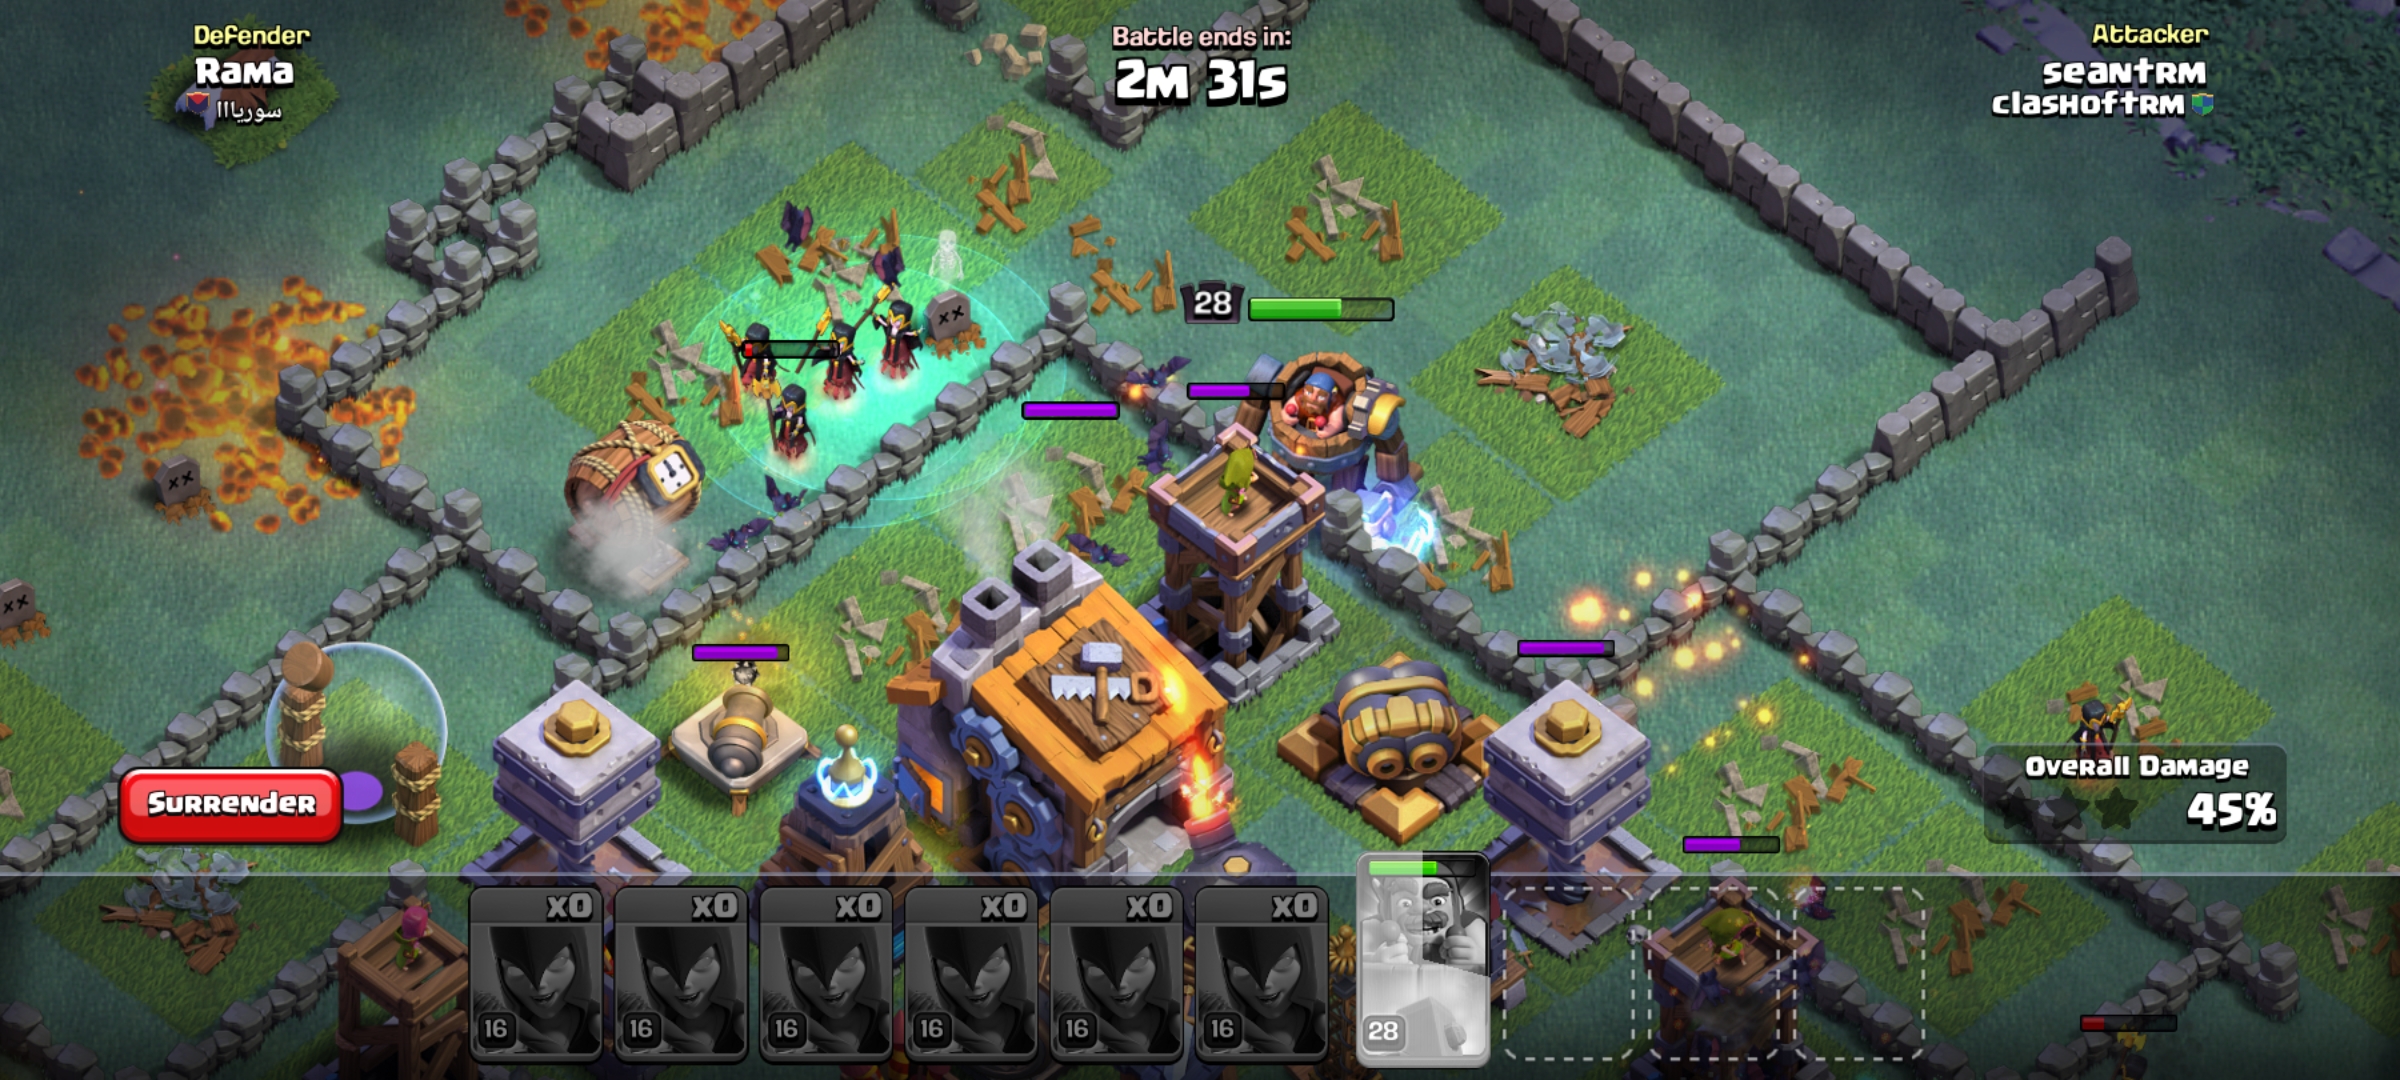 Defender
Rama
سوريااا
Battle ends in:
2M 31s
Attacker
seantRM
clashoftRM
28
Surrender
Overall Damage
45%
x0
x0
x0
x0
x0
x0
16
16
16
16
16
16
28